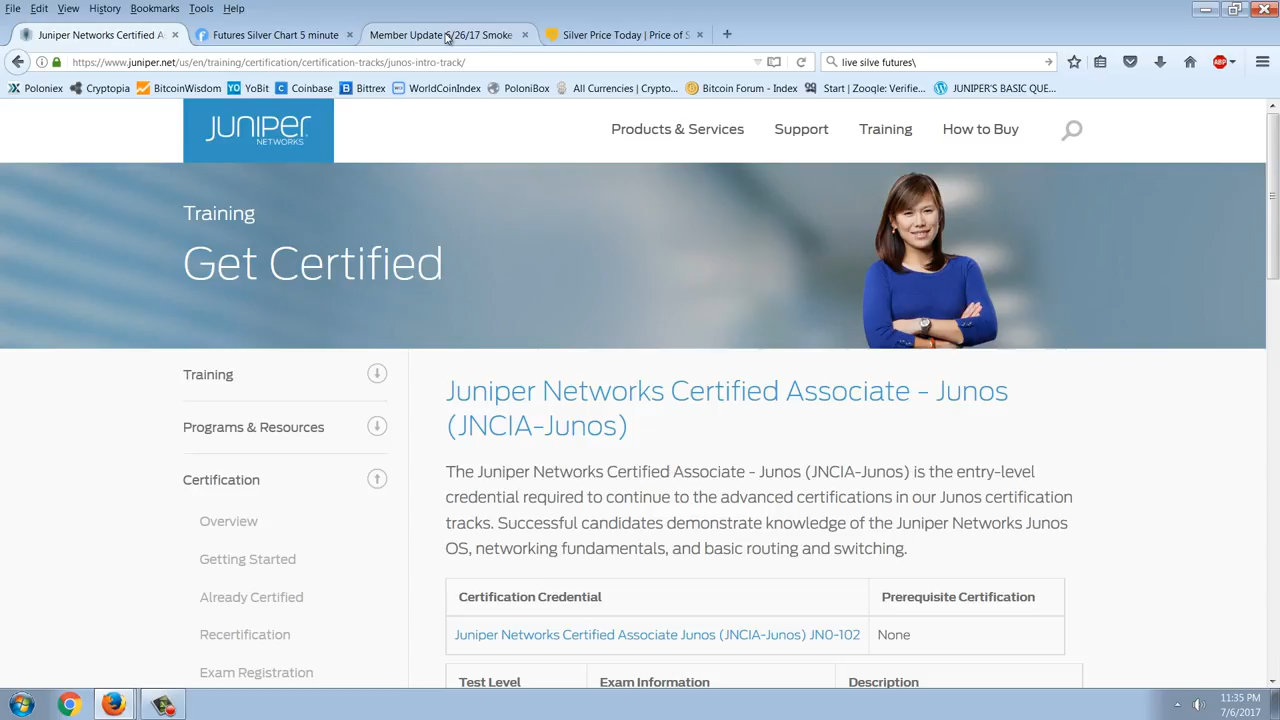 File Edit View History Bookmarks Tools Help
Juniper Networks Certified A
Futures Silver Chart 5 minute
Member Update 5/26/17 Smoke
Silver Price Today | Price of S
https://www.juniper.net/us/en/training/certification/certification-tracks/junos-intro-track/
live silve futures\
ABP
Poloniex Cryptopia BitcoinWisdom YoBit Coinbase Bittrex WorldCoinIndex PoloniBox All Currencies | Crypto... Bitcoin Forum - Index Start | Zooqle: Verifie... JUNIPER'S BASIC QUE...
JUNIPER
NETWORKS
Products & Services Support Training How to Buy
Training
Get Certified
Training
Programs & Resources
Certification
Overview
Getting Started
Already Certified
Recertification
Exam Registration
Juniper Networks Certified Associate - Junos
(JNCIA-Junos)
The Juniper Networks Certified Associate - Junos (JNCIA-Junos) is the entry-level
credential required to continue to the advanced certifications in our Junos certification
tracks. Successful candidates demonstrate knowledge of the Juniper Networks Junos
OS, networking fundamentals, and basic routing and switching.
Certification Credential Prerequisite Certification
Juniper Networks Certified Associate Junos (JNCIA-Junos) JN0-102 None
Test Level Exam Information Description
11:35 PM
7/6/2017